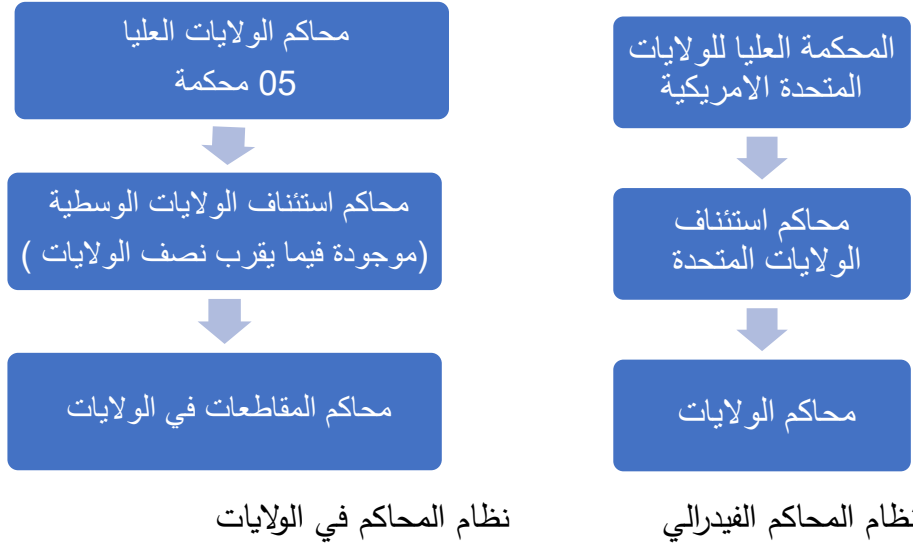 المحكمة العليا للولايات
المتحدة الامريكية
محاكم استئناف
الولايات المتحدة
محاكم الولايات
نظام المحاكم الفيدرالي
محاكم الولايات العليا
05 محكمة
محاكم استئناف الولايات الوسطية
(موجودة فيما يقرب نصف الولايات )
محاكم المقاطعات في الولايات
نظام المحاكم في الولايات